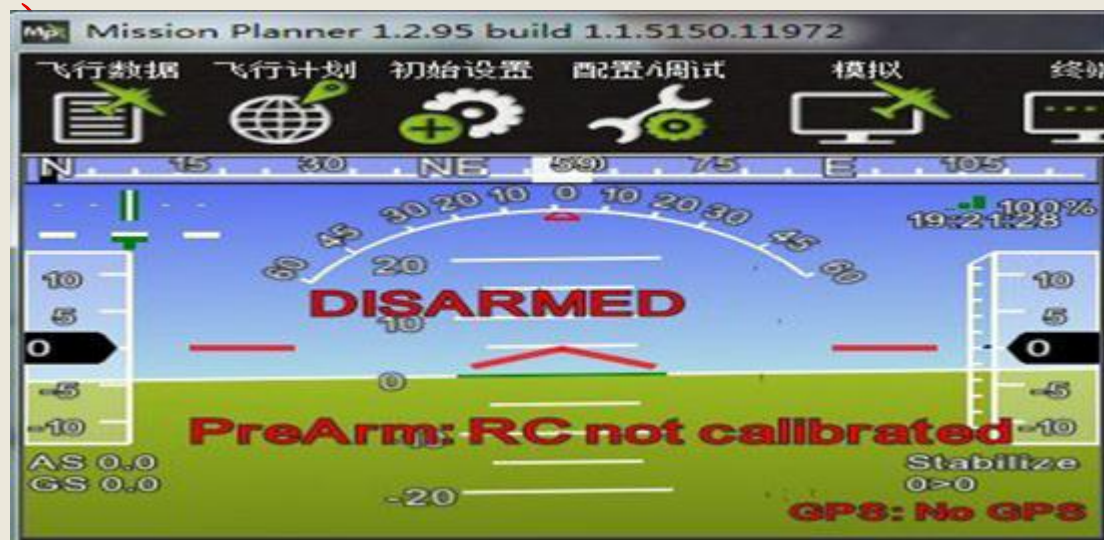 Mission Planner 1.2.95 build 1.1.5150.11972
飞行数据 飞行计划 初始设置 配置/调试 模拟 终端
N 15 30 NE 59 75 E 105
60 45 30 20 10 0 10 20 30 45 60
100%
19:21:28
20
10 10
DISARMED
10
5 5
0 0
0
-5 -5
-10 PreArm: RC not calibrated -10
AS 0.0 Stabilize
GS 0.0 0>0
-20
GPS: No GPS